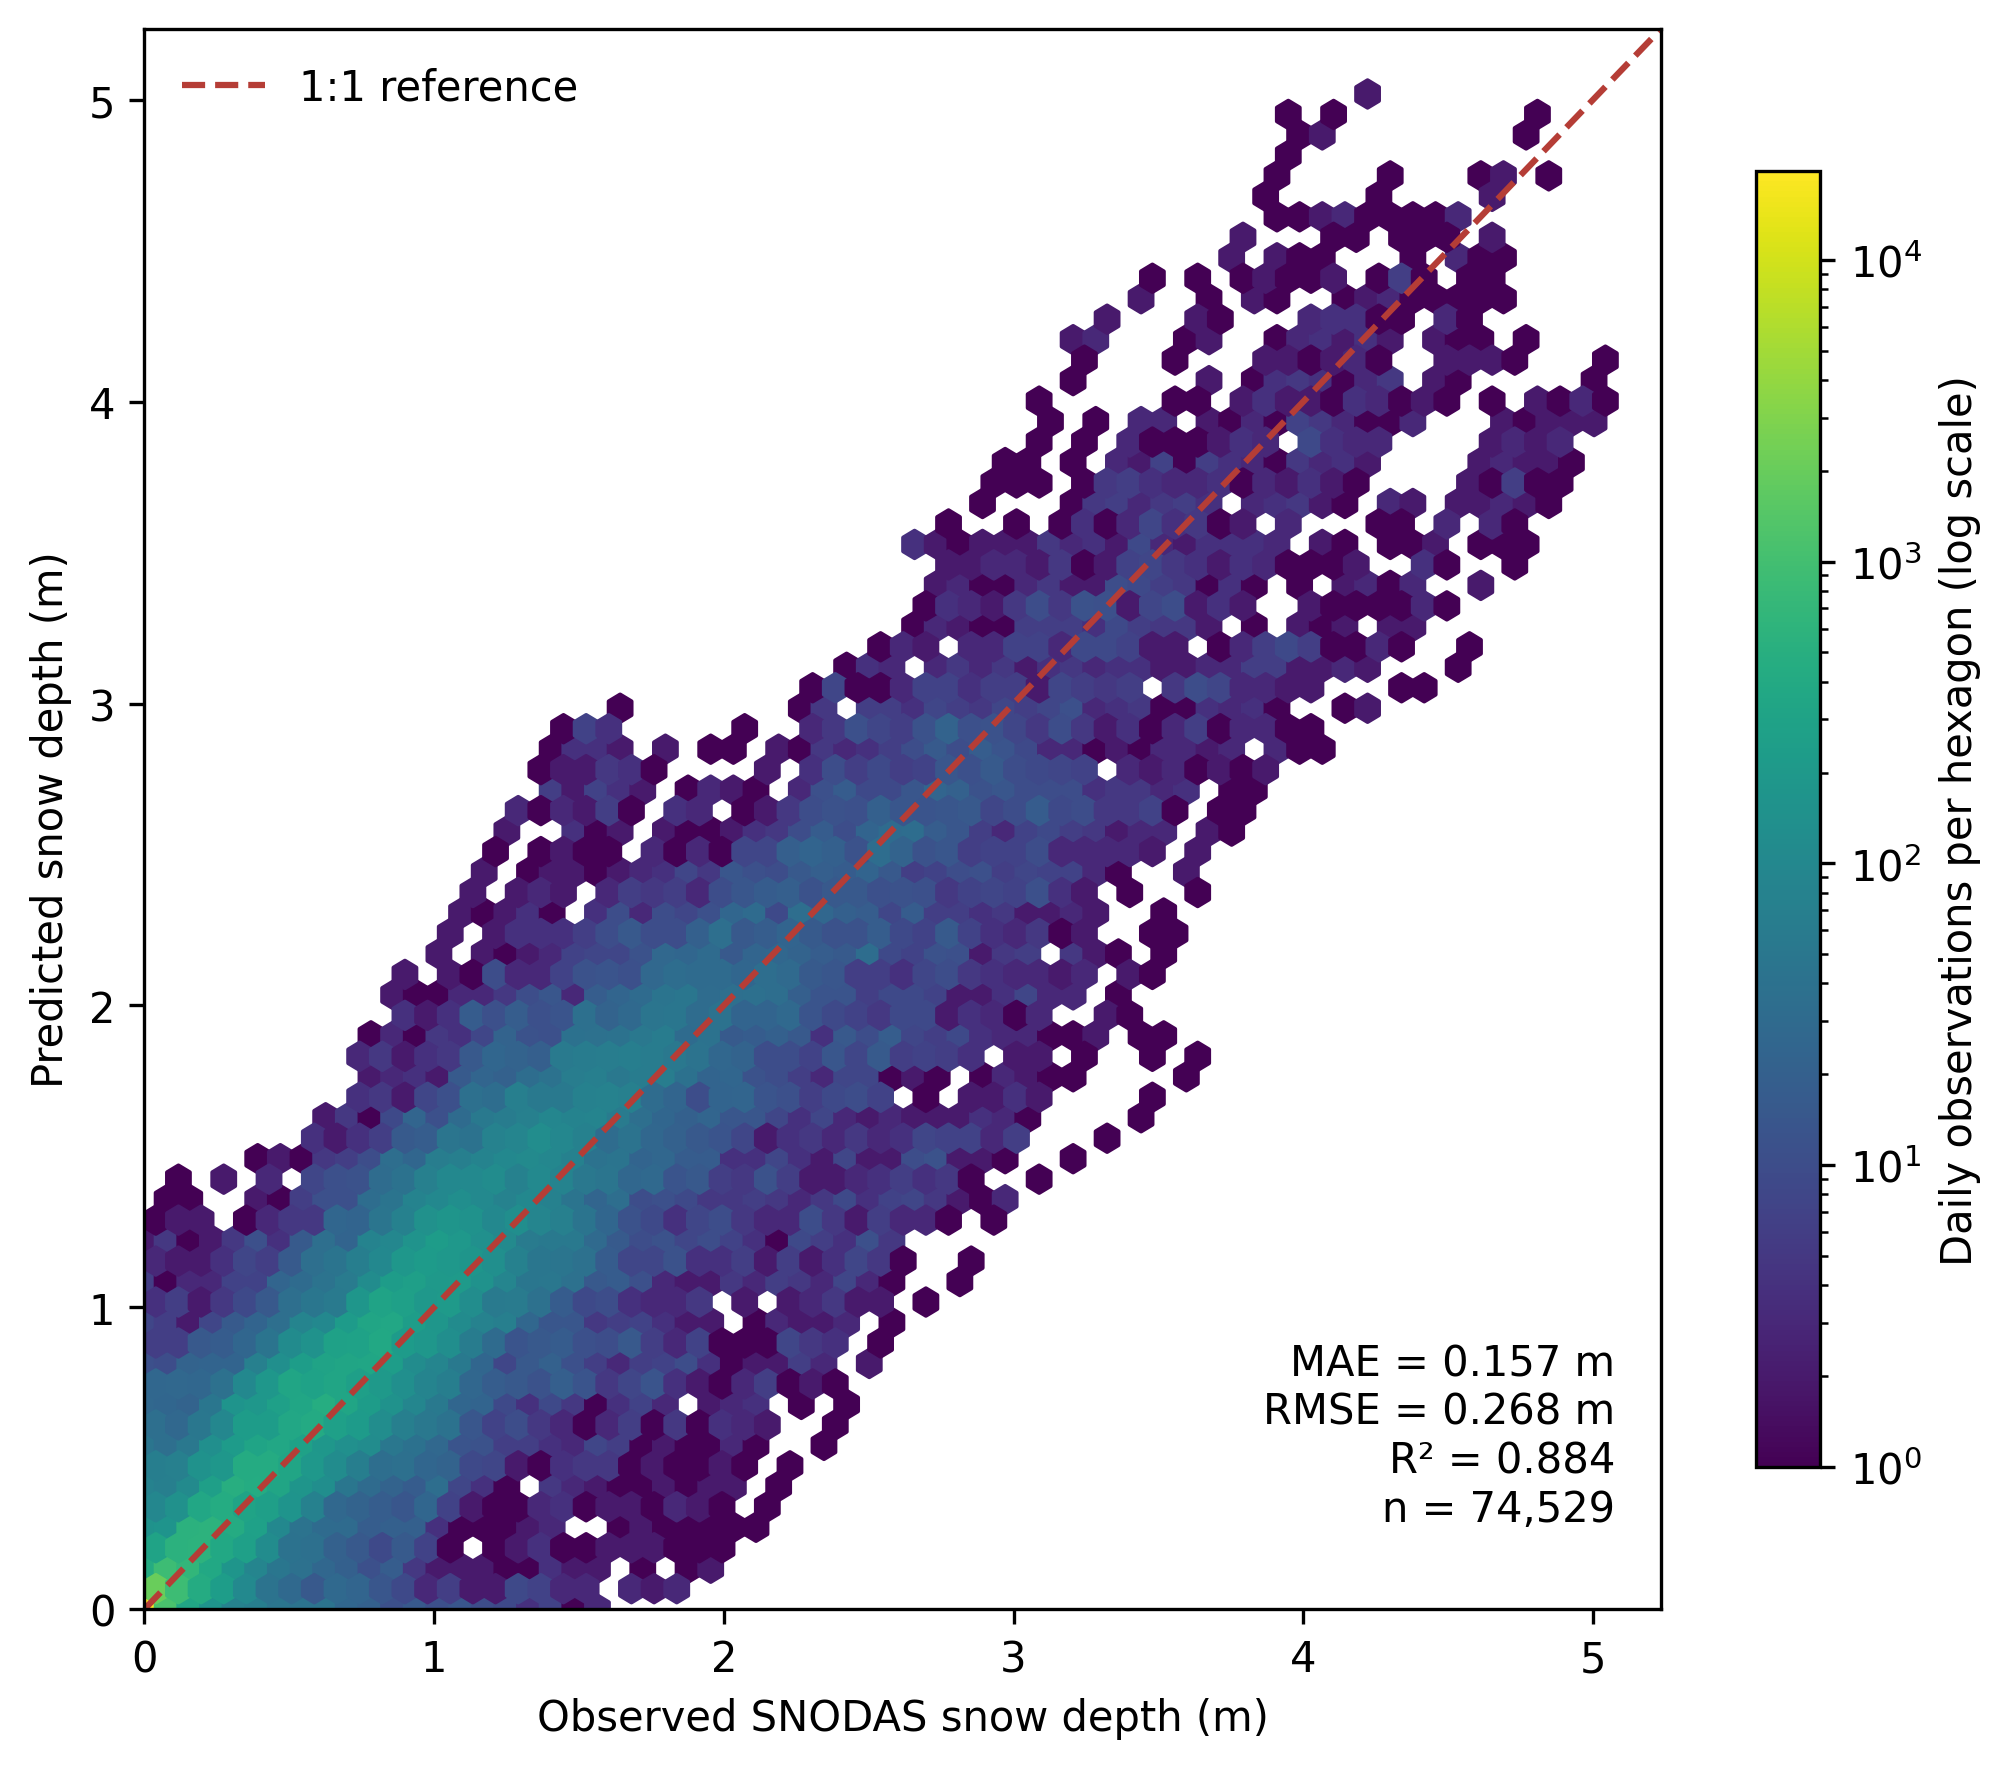 1:1 reference
5
4
3
2
1
0
Predicted snow depth (m)
0
1
2
3
4
5
Observed SNODAS snow depth (m)
MAE = 0.157 m
RMSE = 0.268 m
R² = 0.884
n = 74,529
10⁴
10³
10²
10¹
10⁰
Daily observations per hexagon (log scale)